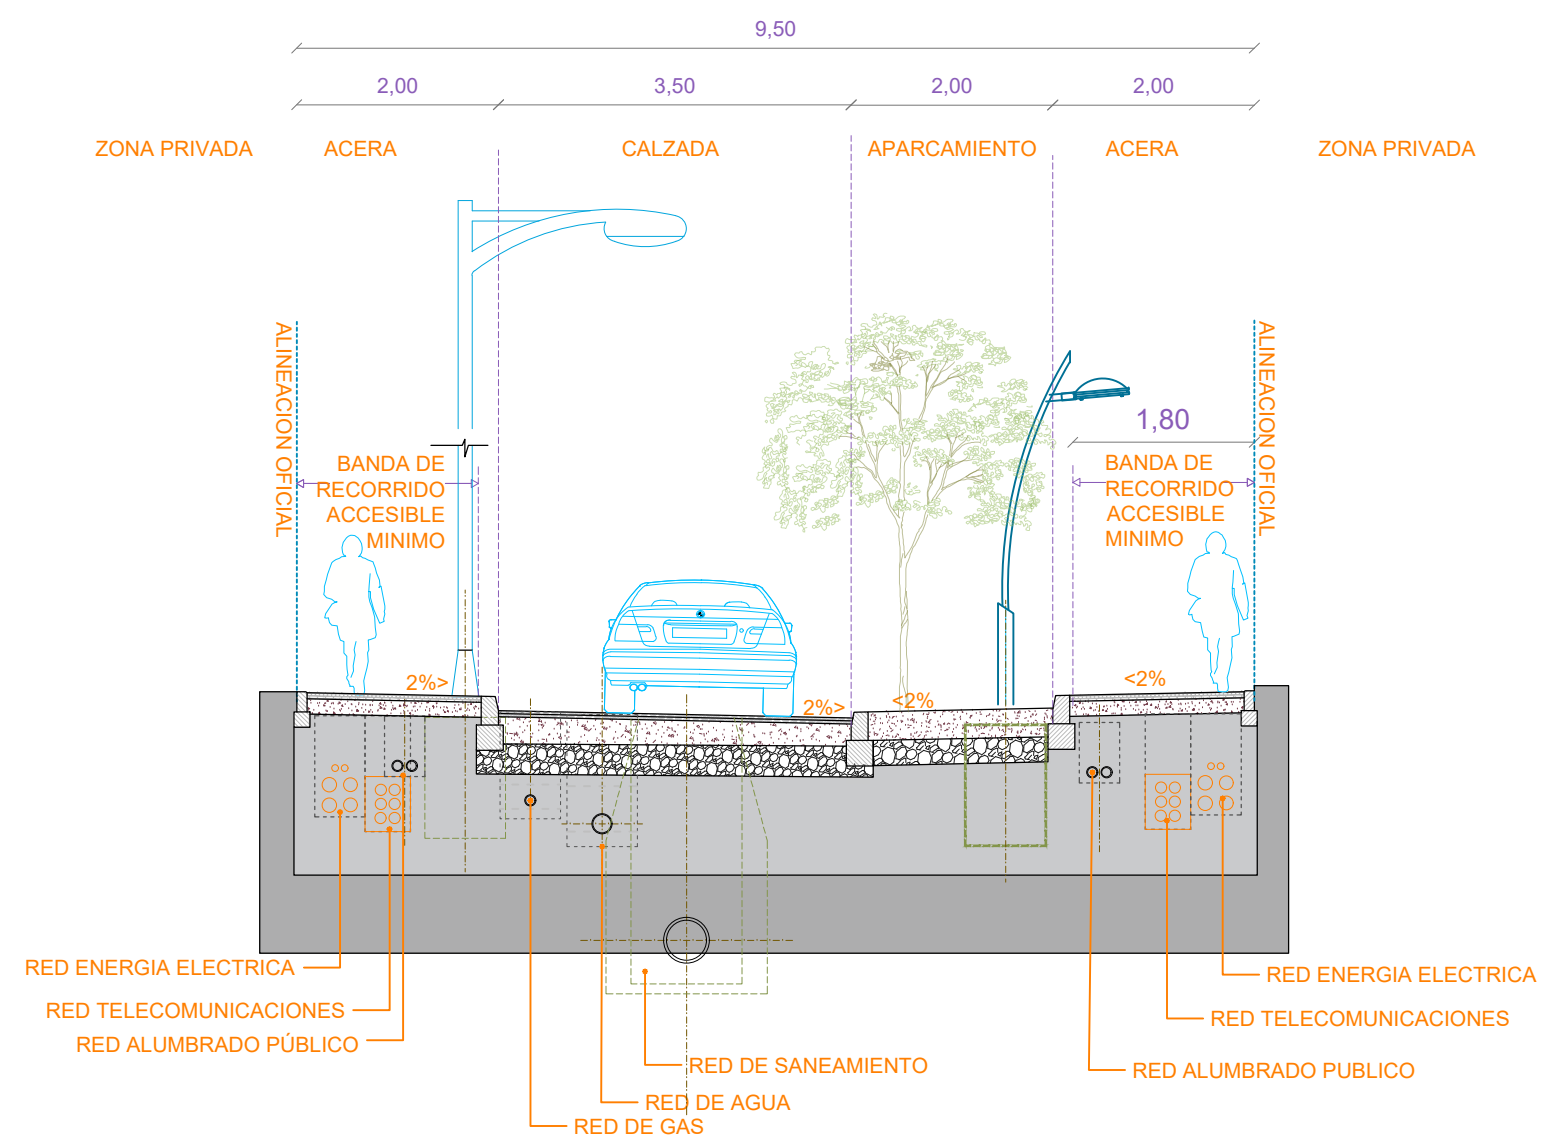 9,50
2,00
3,50
2,00
2,00
ZONA PRIVADA
ACERA
CALZADA
APARCAMIENTO
ACERA
ZONA PRIVADA
ALINEACION OFICIAL
ALINEACION OFICIAL
1,80
BANDA DE
RECORRIDO
ACCESIBLE
MINIMO
BANDA DE
RECORRIDO
ACCESIBLE
MINIMO
2%>
2%>
<2%
<2%
RED ENERGIA ELECTRICA
RED TELECOMUNICACIONES
RED ALUMBRADO PÚBLICO
RED DE SANEAMIENTO
RED DE AGUA
RED DE GAS
RED ENERGIA ELECTRICA
RED TELECOMUNICACIONES
RED ALUMBRADO PUBLICO